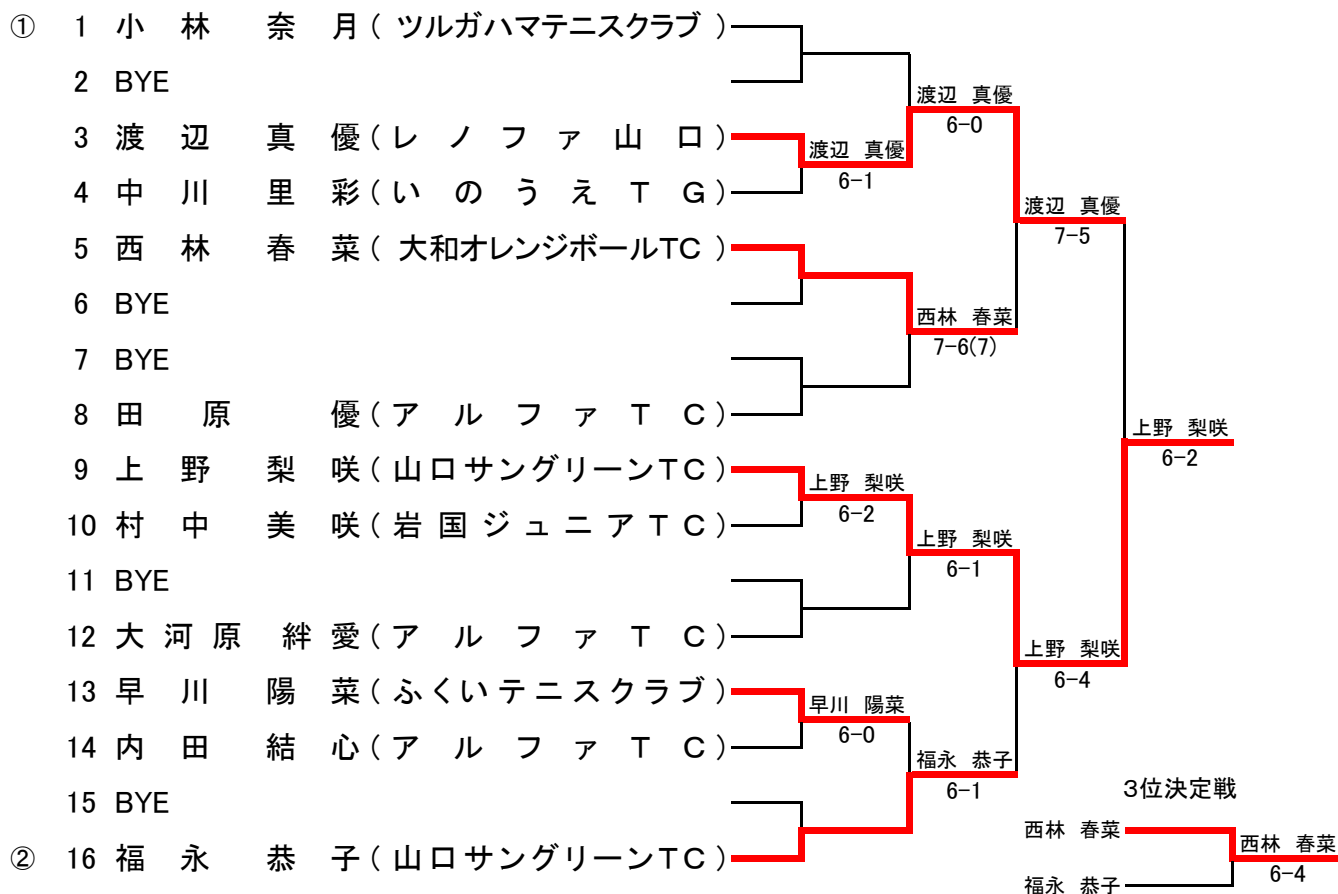 ① 1 小林 奈月 ( ツルガハマテニスクラブ )
2 BYE
渡辺 真優
6-0
3 渡辺 真優 ( レノファ山口 )
渡辺 真優
6-1
4 中川 里彩 ( いのうえTG )
渡辺 真優
7-5
5 西林 春菜 ( 大和オレンジボールTC )
6 BYE
西林 春菜
7-6(7)
7 BYE
8 田原 優 ( アルファTC )
上野 梨咲
6-2
9 上野 梨咲 ( 山口サングリーンTC )
上野 梨咲
6-2
10 村中 美咲 ( 岩国ジュニアTC )
上野 梨咲
6-1
11 BYE
12 大河原 絆愛 ( アルファTC )
上野 梨咲
6-4
13 早川 陽菜 ( ふくいテニスクラブ )
早川 陽菜
6-0
14 内田 結心 ( アルファTC )
福永 恭子
6-1
15 BYE
② 16 福永 恭子 ( 山口サングリーンTC )
3位決定戦
西林 春菜
西林 春菜
6-4
福永 恭子